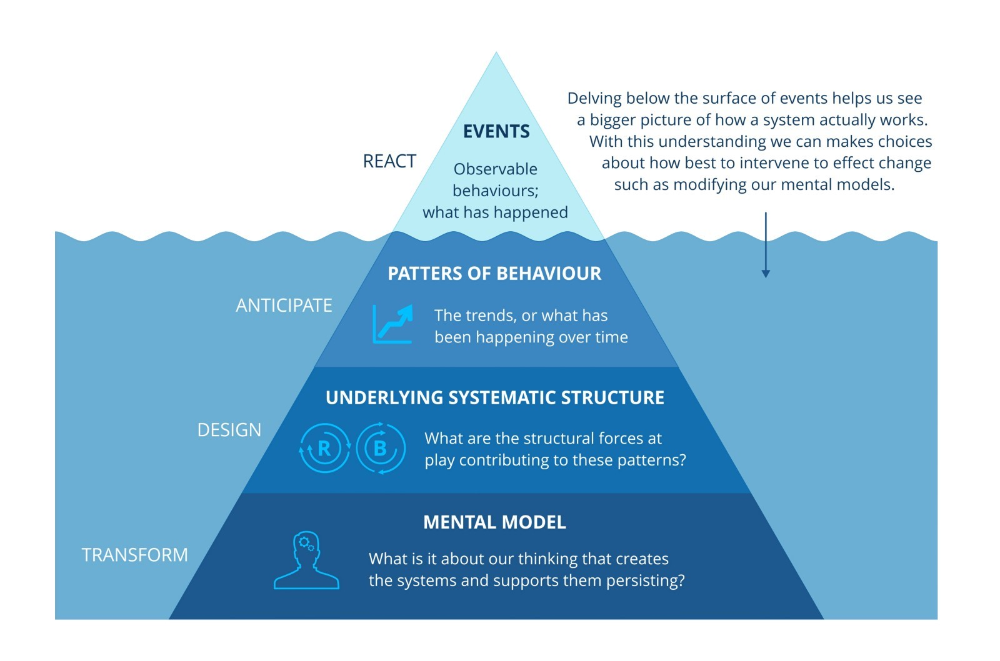 Delving below the surface of events helps us see
a bigger picture of how a system actually works.
With this understanding we can makes choices
about how best to intervene to effect change
such as modifying our mental models.
REACT
EVENTS
Observable
behaviours;
what has happened
ANTICIPATE
PATTERS OF BEHAVIOUR
The trends, or what has
been happening over time
DESIGN
UNDERLYING SYSTEMATIC STRUCTURE
R B
What are the structural forces at
play contributing to these patterns?
TRANSFORM
MENTAL MODEL
What is it about our thinking that creates
the systems and supports them persisting?